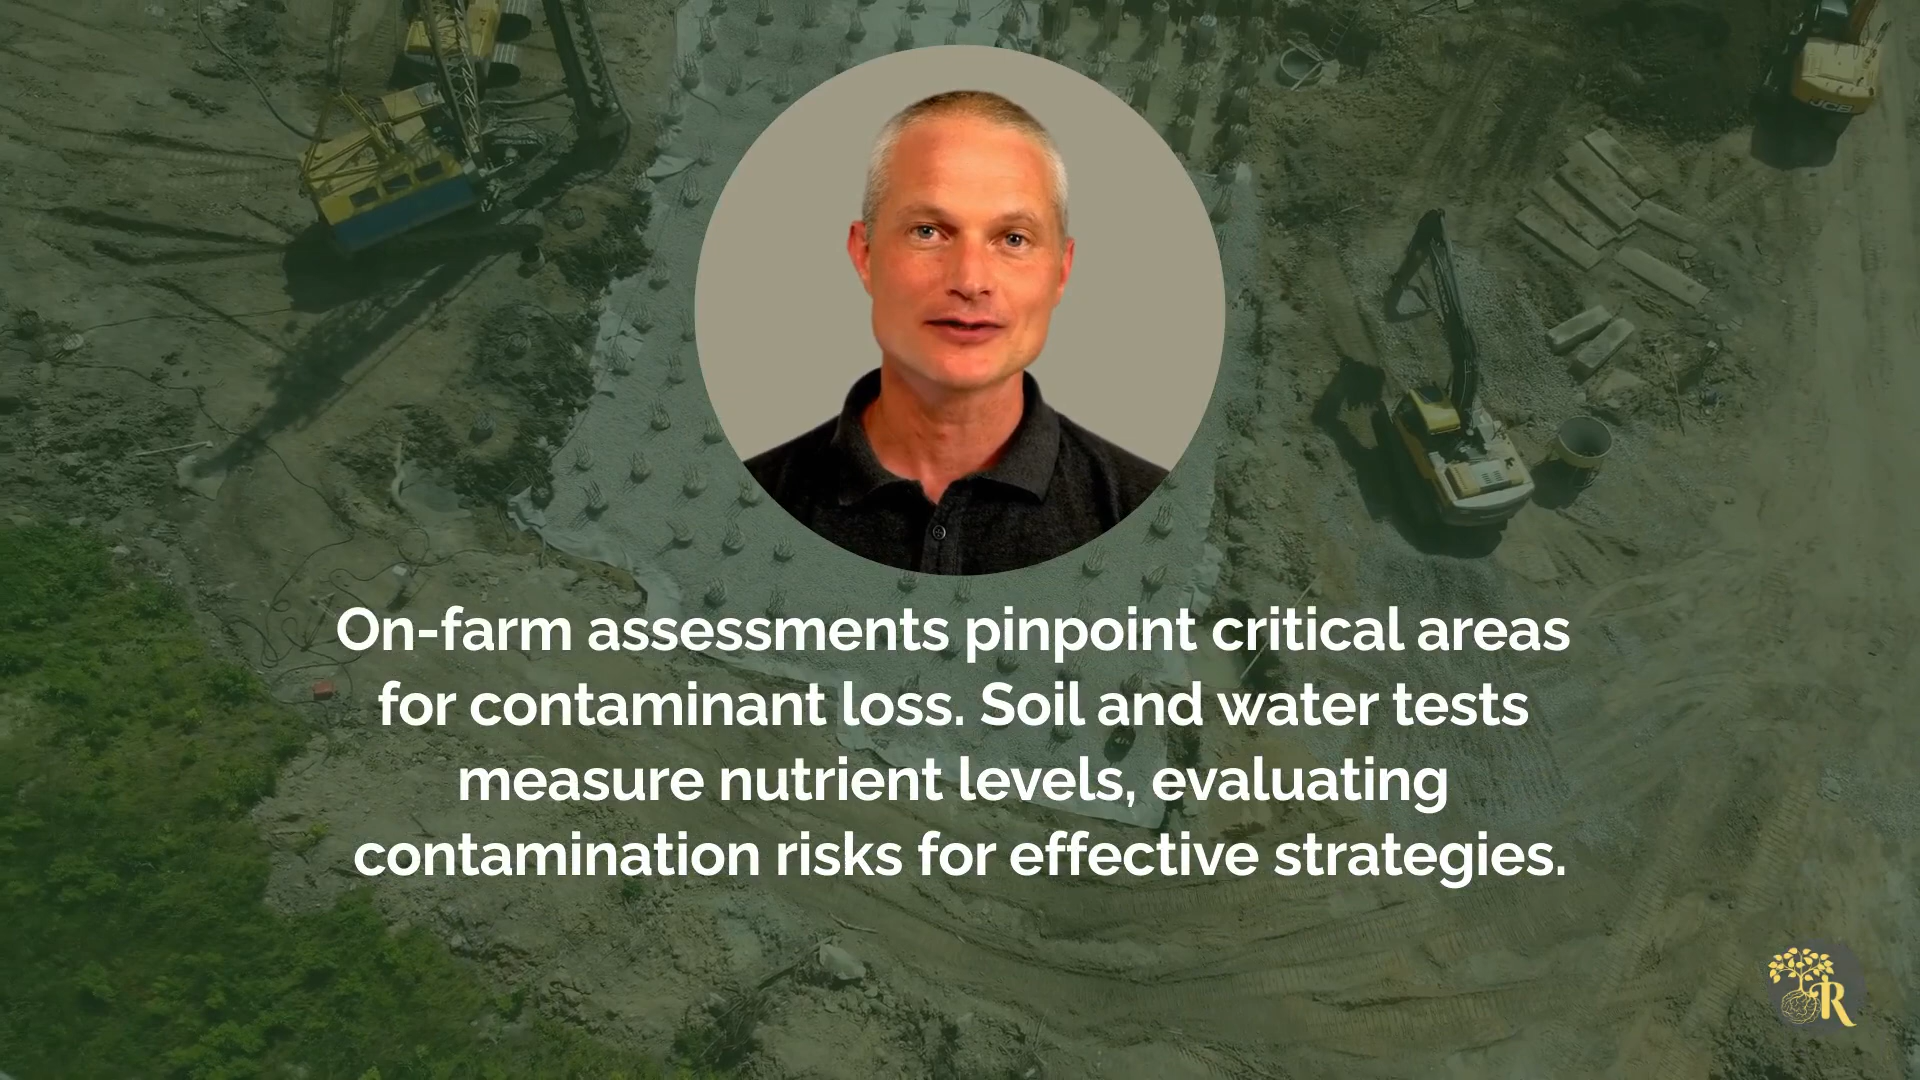 JCB
On-farm assessments pinpoint critical areas
for contaminant loss. Soil and water tests
measure nutrient levels, evaluating
contamination risks for effective strategies.
R